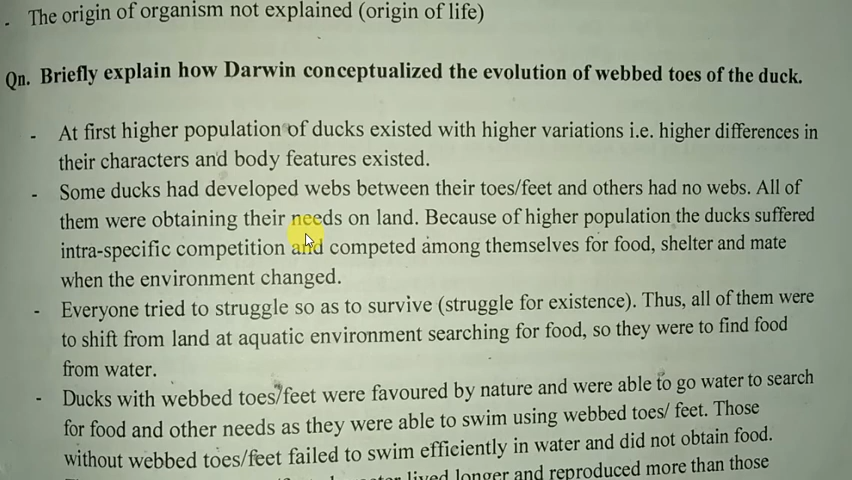 - The origin of organism not explained (origin of life)
Qn. Briefly explain how Darwin conceptualized the evolution of webbed toes of the duck.
- At first higher population of ducks existed with higher variations i.e. higher differences in
their characters and body features existed.
- Some ducks had developed webs between their toes/feet and others had no webs. All of
them were obtaining their needs on land. Because of higher population the ducks suffered
intra-specific competition and competed among themselves for food, shelter and mate
when the environment changed.
- Everyone tried to struggle so as to survive (struggle for existence). Thus, all of them were
to shift from land at aquatic environment searching for food, so they were to find food
from water.
- Ducks with webbed toes/feet were favoured by nature and were able to go water to search
for food and other needs as they were able to swim using webbed toes/ feet. Those
without webbed toes/feet failed to swim efficiently in water and did not obtain food.
lived longer and reproduced more than those